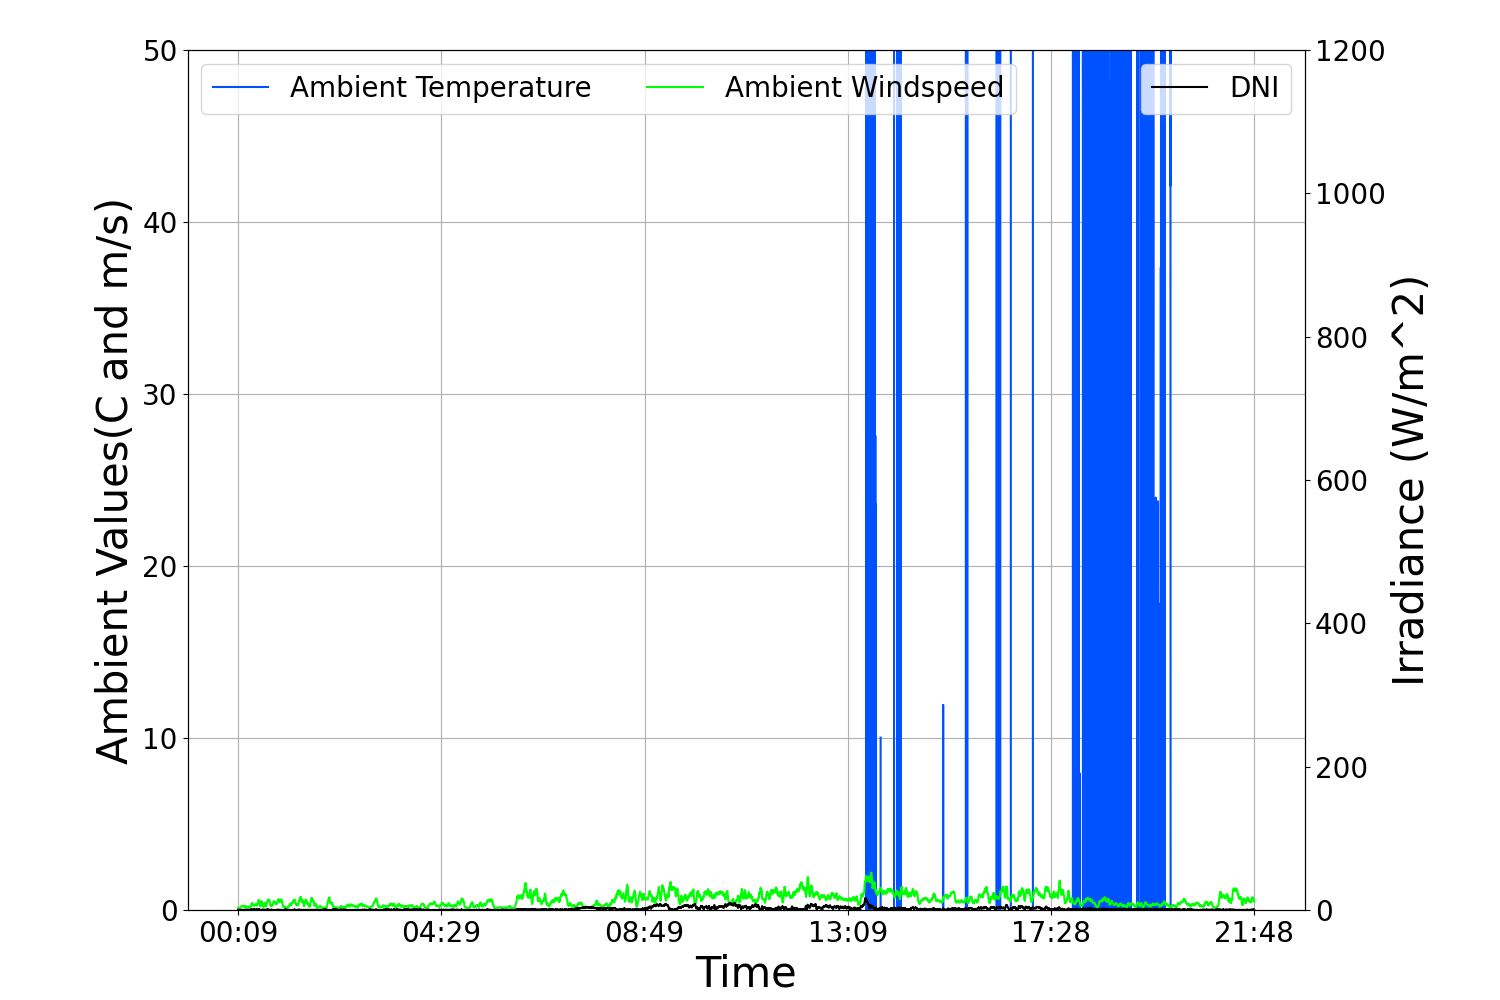 Ambient Temperature Ambient Windspeed DNI
Ambient Values(C and m/s)
50
40
30
20
10
0
1200
1000
800
600
400
200
0
Irradiance (W/m^2)
00:09 04:29 08:49 13:09 17:28 21:48
Time